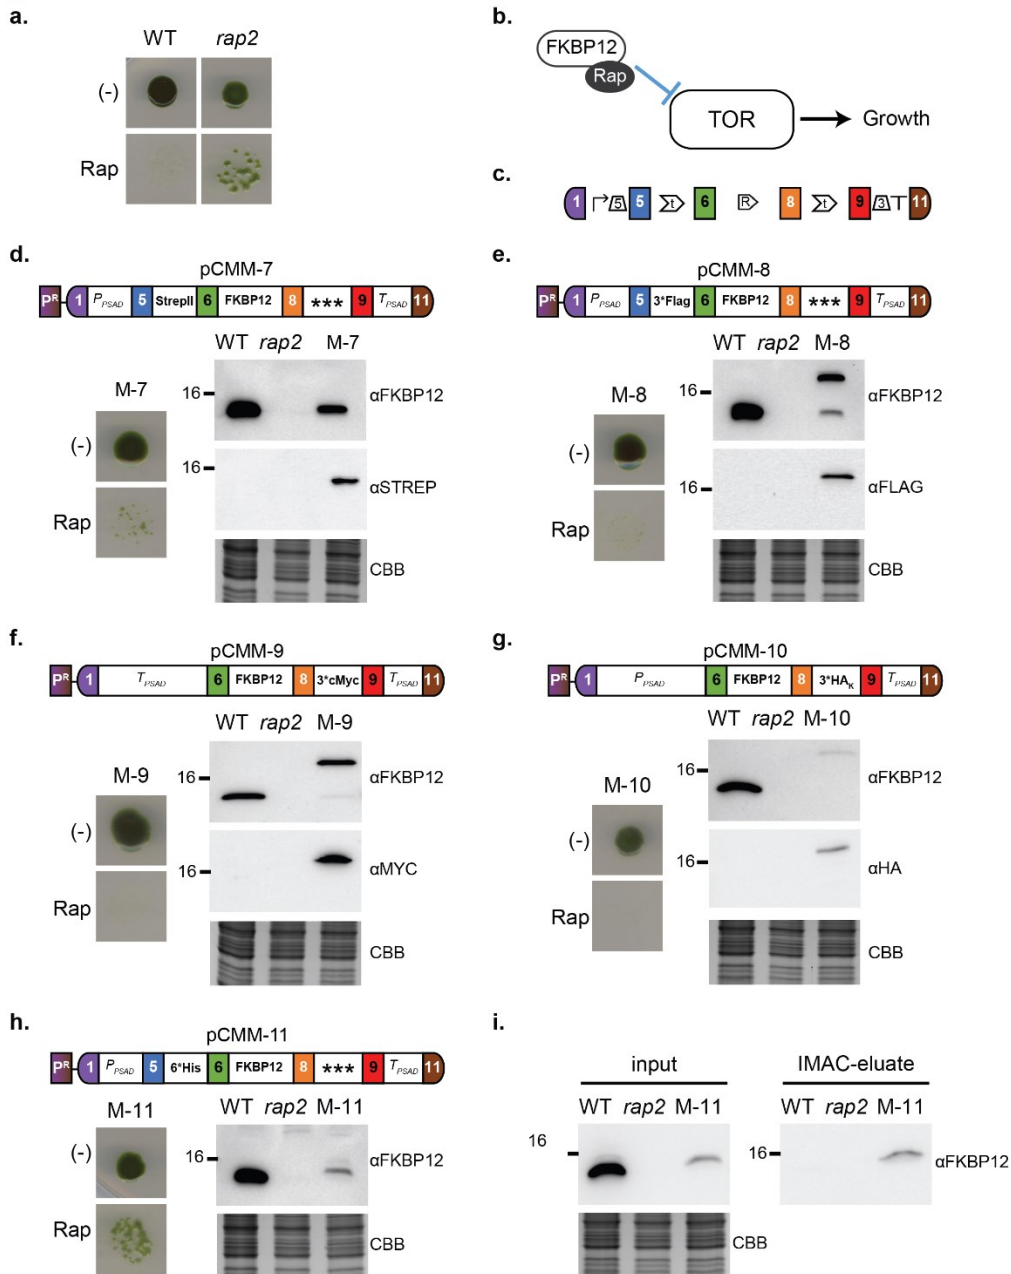 a.
WT rap2
(-)
Rap
b.
FKBP12
Rap
TOR
Growth
c.
1 5 5 t 6 R 8 t 9 3 11
d.
pCMM-7
PR 1 PPSAD 5 StrepII 6 FKBP12 8 *** 9 TPSAD 11
WT rap2 M-7
M-7
16
αFKBP12
(-)
16
αSTREP
Rap
CBB
e.
pCMM-8
PR 1 PPSAD 5 3*Flag 6 FKBP12 8 *** 9 TPSAD 11
WT rap2 M-8
M-8
16
αFKBP12
(-)
16
αFLAG
Rap
CBB
f.
pCMM-9
PR 1 TPSAD 6 FKBP12 8 3*cMyc 9 TPSAD 11
WT rap2 M-9
M-9
16
αFKBP12
(-)
16
αMYC
Rap
CBB
g.
pCMM-10
PR 1 PPSAD 6 FKBP12 8 3*HAK 9 TPSAD 11
WT rap2 M-10
M-10
16
αFKBP12
(-)
16
αHA
Rap
CBB
h.
pCMM-11
PR 1 PPSAD 5 6*His 6 FKBP12 8 *** 9 TPSAD 11
M-11
WT rap2 M-11
(-)
16
αFKBP12
Rap
CBB
i.
input IMAC-eluate
WT rap2 M-11 WT rap2 M-11
16
16
αFKBP12
CBB